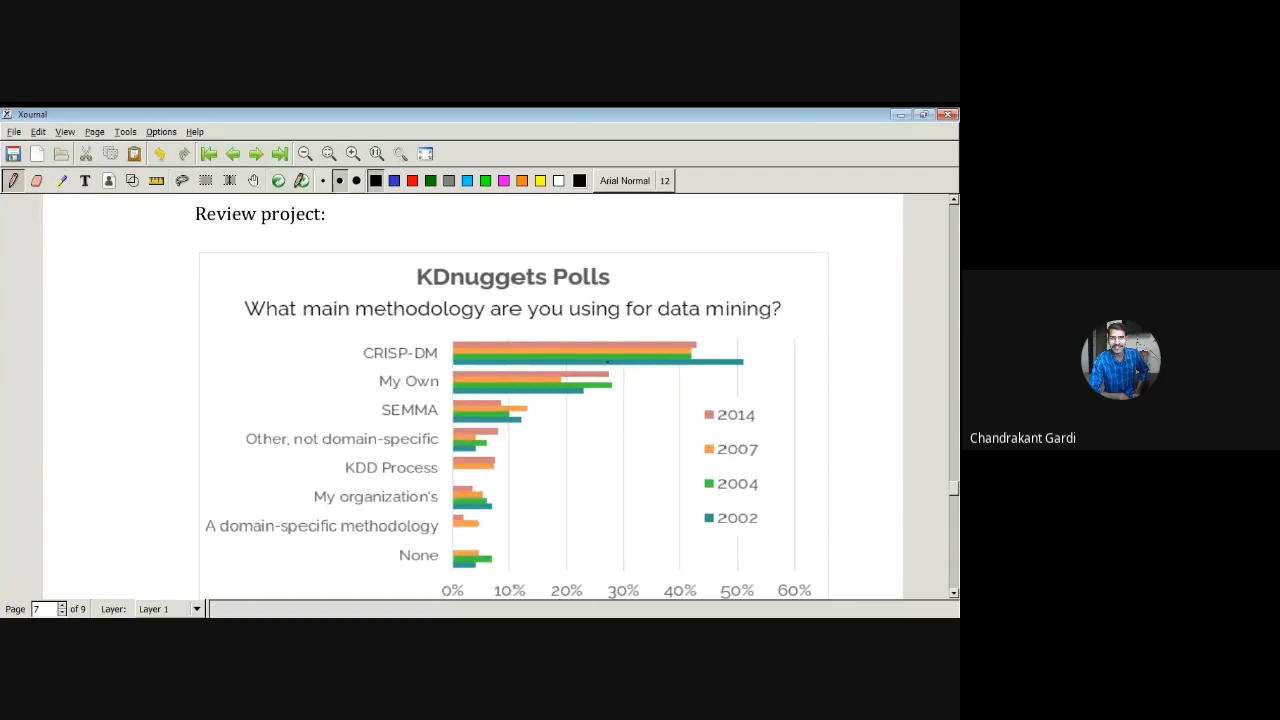 Xournal
File Edit View Page Tools Options Help
Arial Normal 12
Review project:
KDnuggets Polls
What main methodology are you using for data mining?
CRISP-DM
My Own
SEMMA
Other, not domain-specific
KDD Process
My organization's
A domain-specific methodology
None
2014
2007
2004
2002
0% 10% 20% 30% 40% 50% 60%
Page 7 of 9 Layer: Layer 1
Chandrakant Gardi